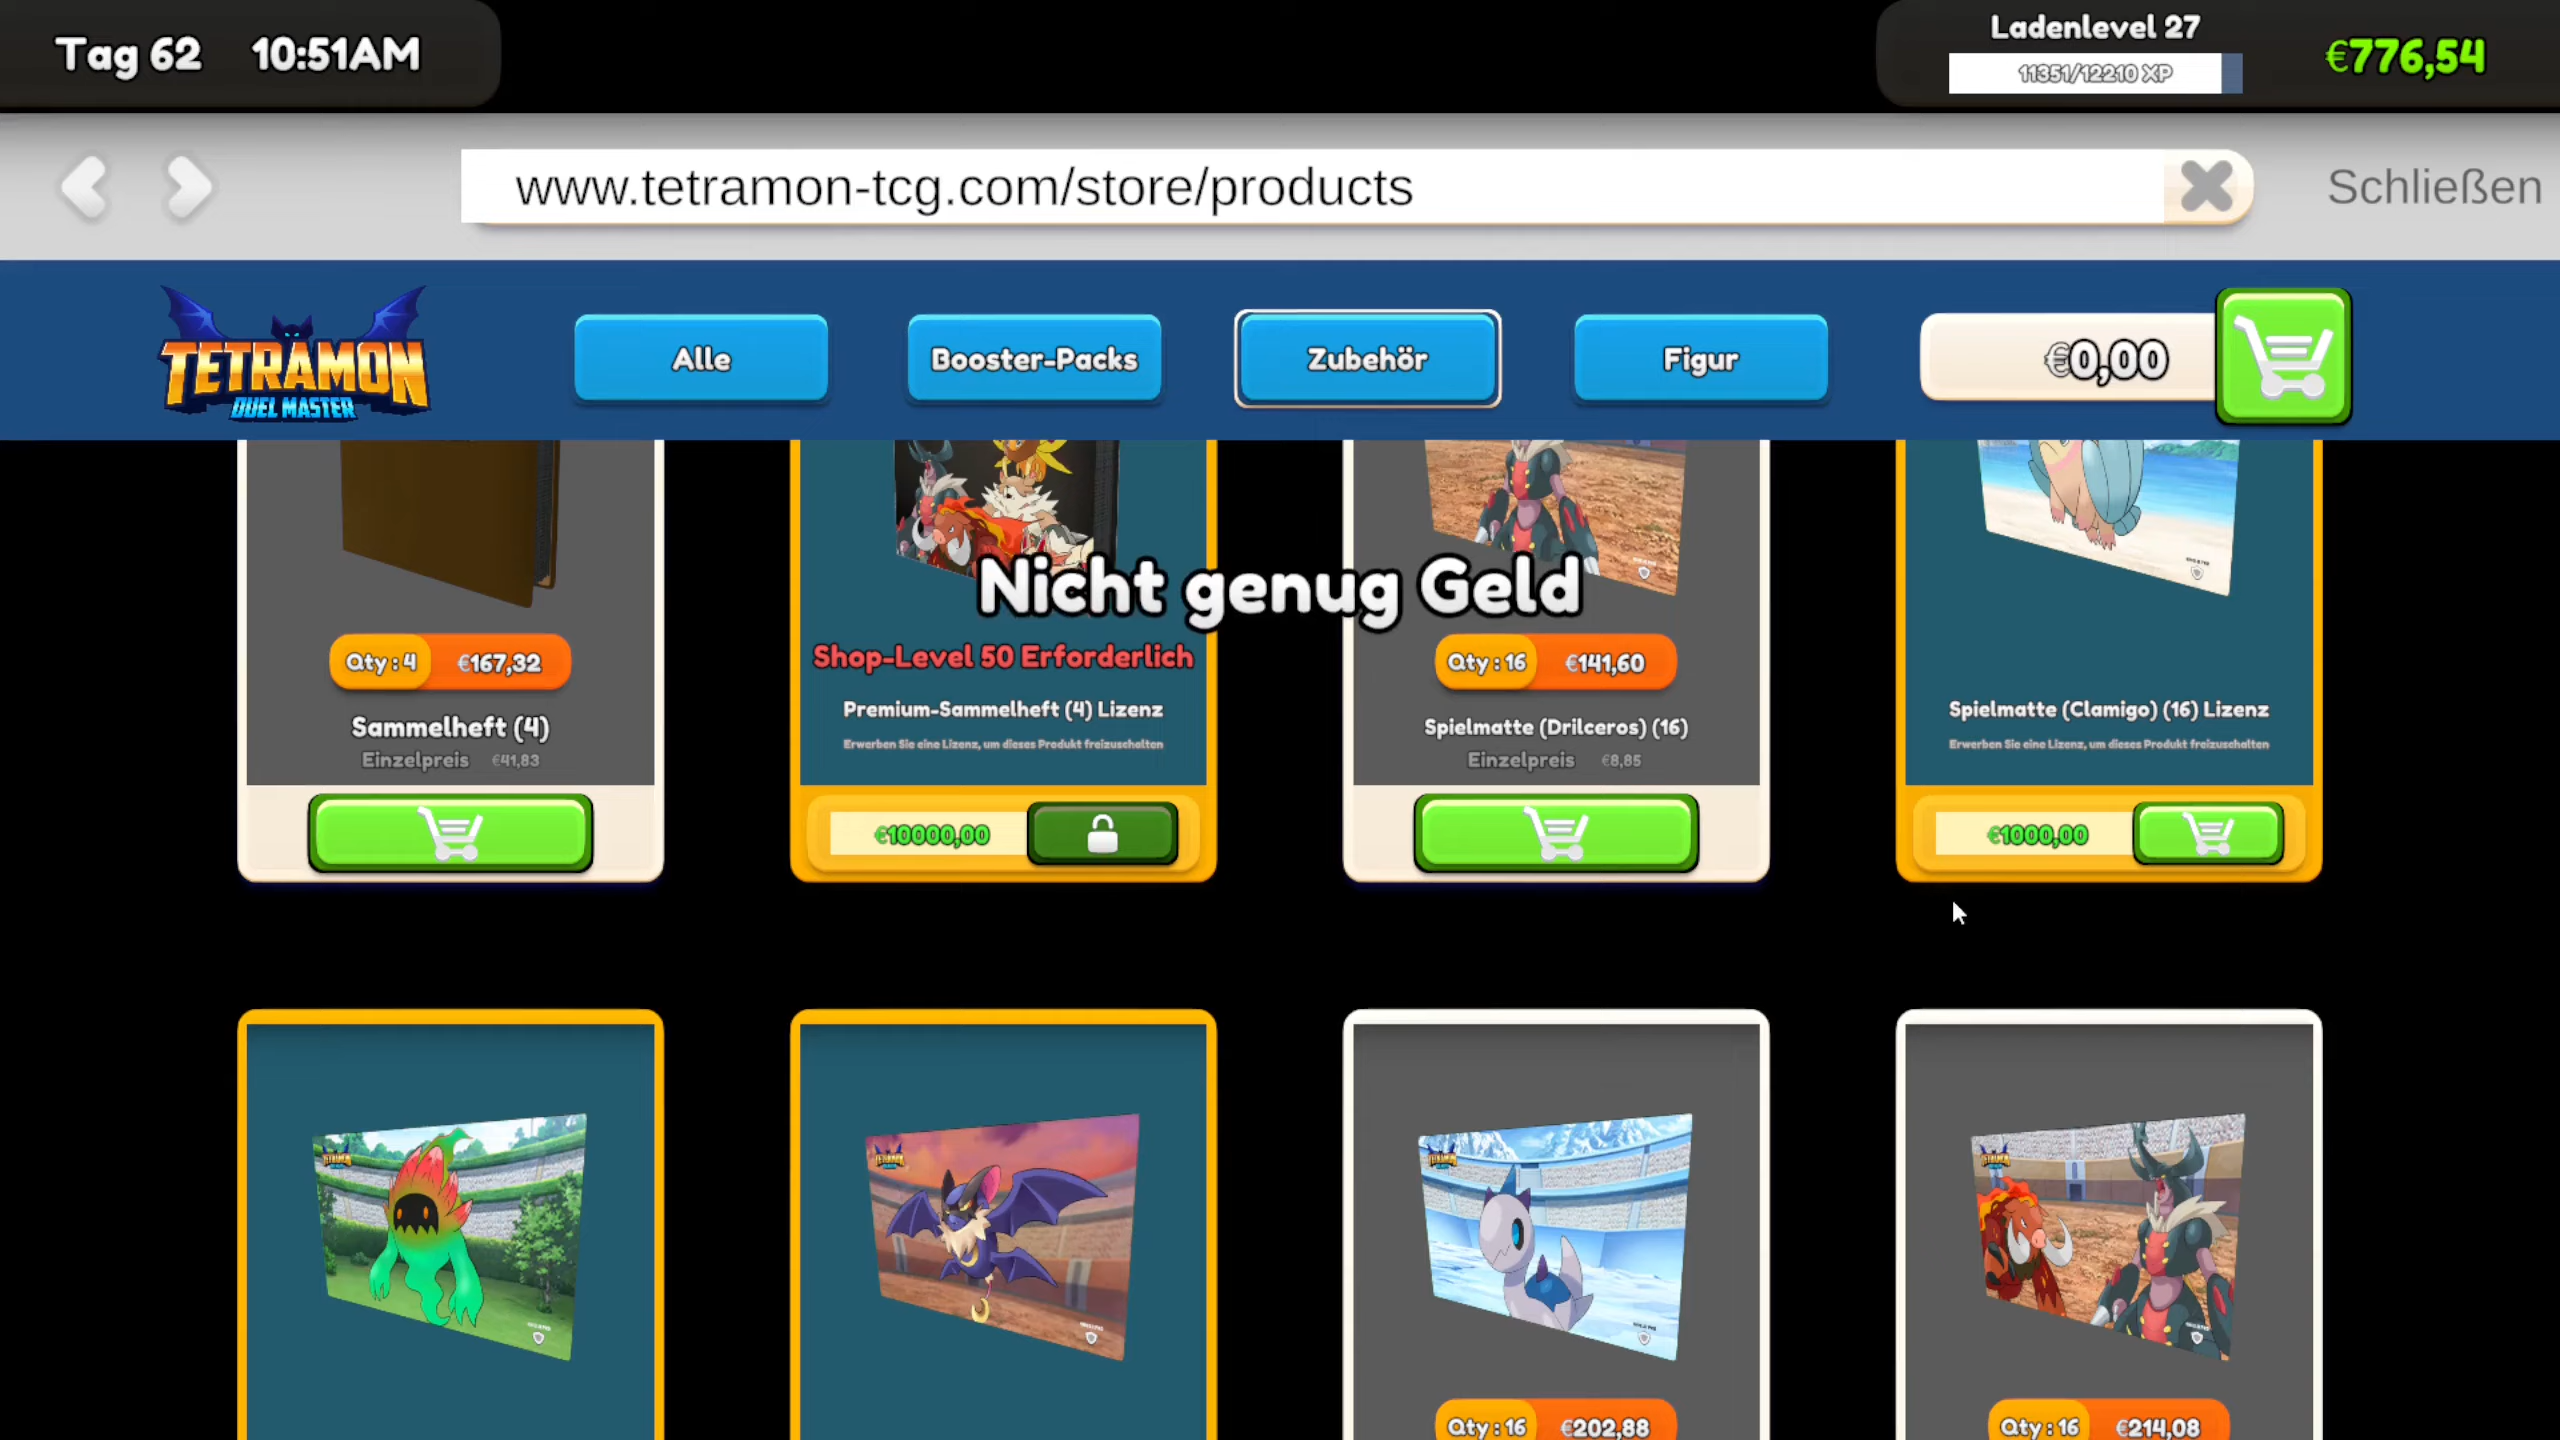 Tag 62 10:51AM
Ladenlevel 27
11351/12210 XP
€776,54
www.tetramon-tcg.com/store/products
Schließen
TETRAMON
DUEL MASTER
Alle
Booster-Packs
Zubehör
Figur
€0,00
Nicht genug Geld
Qty : 4 €167,32
Sammelheft (4)
Einzelpreis €41,83
Shop-Level 50 Erforderlich
Premium-Sammelheft (4) Lizenz
Erwerben Sie eine Lizenz, um dieses Produkt freizuschalten
€10000,00
Qty : 16 €141,60
Spielmatte (Drilceros) (16)
Einzelpreis €8,85
Spielmatte (Clamigo) (16) Lizenz
Erwerben Sie eine Lizenz, um dieses Produkt freizuschalten
€1000,00
TETRAMON
TETRAMON
TETRAMON
TETRAMON
Qty : 16 €202,88
Qty : 16 €214,08